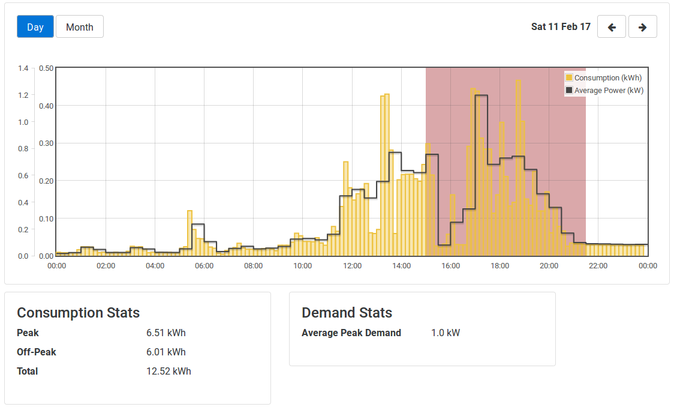 Day Month Sat 11 Feb 17
Consumption (kWh)
Average Power (kW)
1.4 0.50
1.2 0.40
1.0
0.8 0.30
0.6 0.20
0.4
0.2 0.10
0.0 0.00
00:00 02:00 04:00 06:00 08:00 10:00 12:00 14:00 16:00 18:00 20:00 22:00 00:00
Consumption Stats
Peak 6.51 kWh
Off-Peak 6.01 kWh
Total 12.52 kWh
Demand Stats
Average Peak Demand 1.0 kW